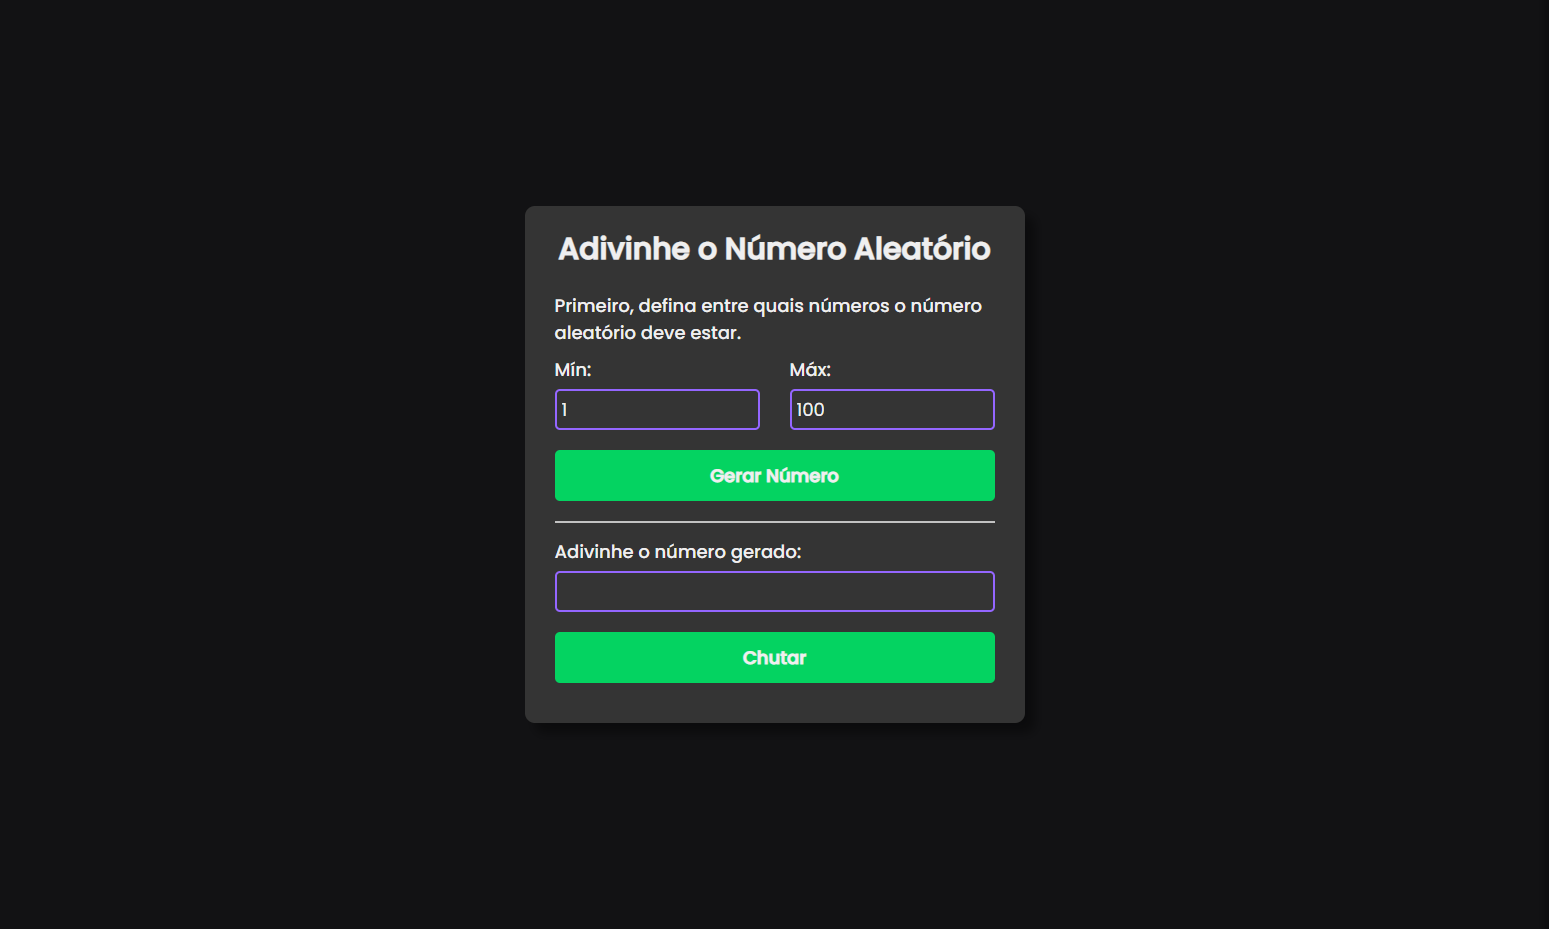 Adivinhe o Número Aleatório
Primeiro, defina entre quais números o número
aleatório deve estar.
Mín:
Máx:
1
100
Gerar Número
Adivinhe o número gerado:
Chutar